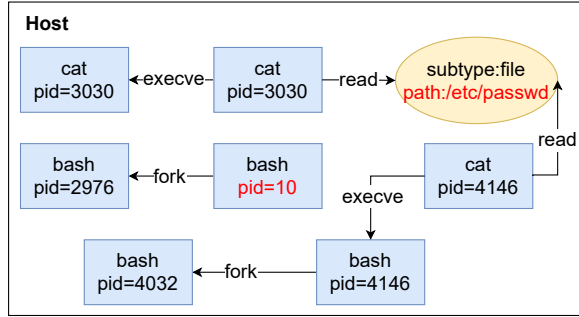 Host
cat
pid=3030
execve
cat
pid=3030
read
subtype:file
path:/etc/passwd
bash
pid=2976
fork
bash
pid=10
cat
pid=4146
read
execve
bash
pid=4032
fork
bash
pid=4146